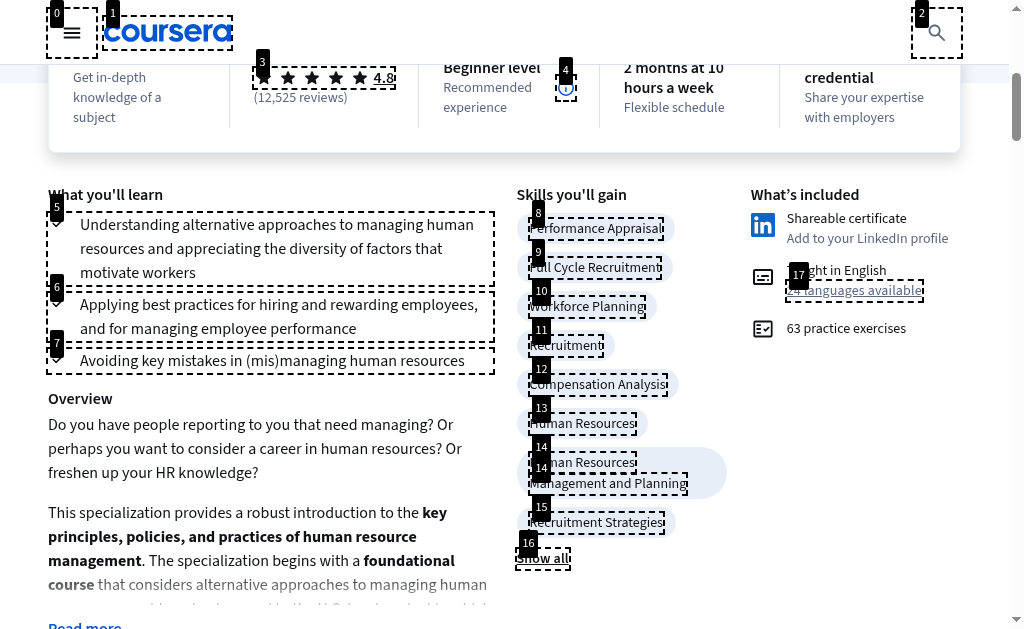 coursera
Get in-depth
knowledge of a
subject
4.8
(12,525 reviews)
Beginner level
Recommended
experience
2 months at 10
hours a week
Flexible schedule
credential
Share your expertise
with employers
What you'll learn
Understanding alternative approaches to managing human
resources and appreciating the diversity of factors that
motivate workers
Applying best practices for hiring and rewarding employees,
and for managing employee performance
Avoiding key mistakes in (mis)managing human resources
Overview
Do you have people reporting to you that need managing? Or
perhaps you want to consider a career in human resources? Or
freshen up your HR knowledge?
This specialization provides a robust introduction to the key
principles, policies, and practices of human resource
management. The specialization begins with a foundational
course that considers alternative approaches to managing human
Read more
Skills you'll gain
Performance Appraisal
Full Cycle Recruitment
Workforce Planning
Recruitment
Compensation Analysis
Human Resources
Human Resources
Management and Planning
Recruitment Strategies
Show all
What's included
Shareable certificate
Add to your LinkedIn profile
Taught in English
24 languages available
63 practice exercises
0
1
2
3
4
5
6
7
8
9
10
11
12
13
14
14
15
16
17